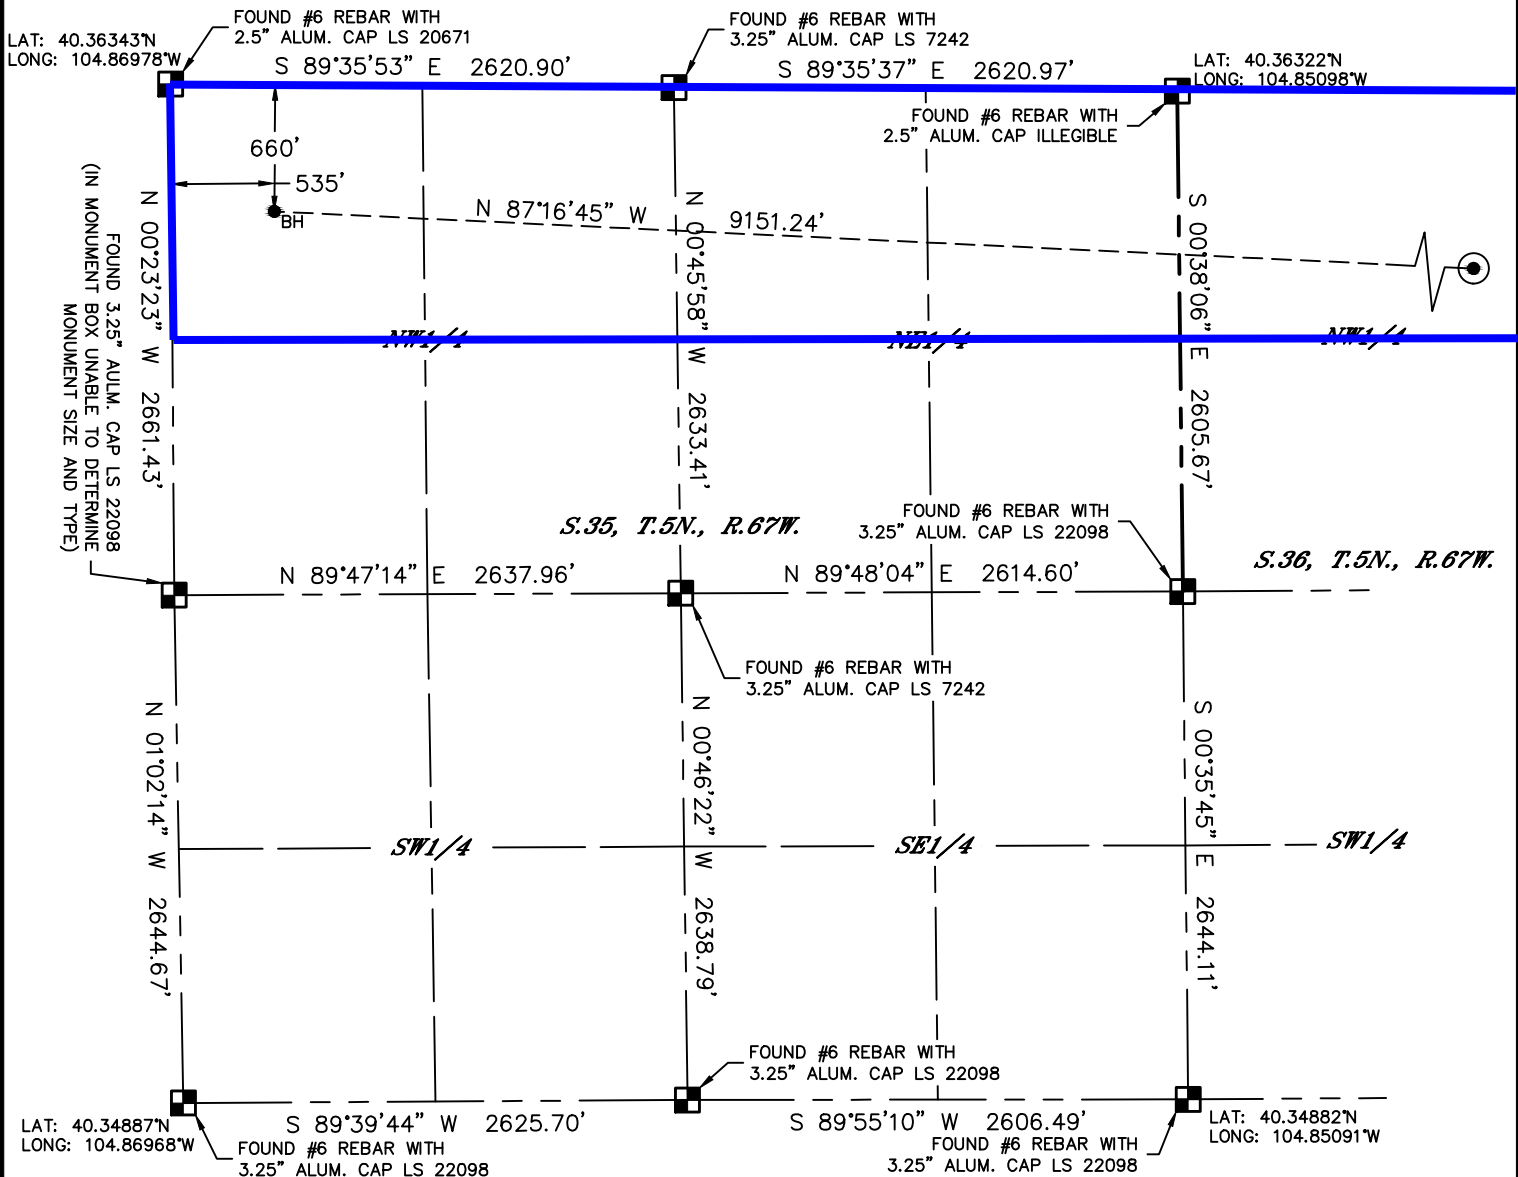 FOUND #6 REBAR WITH
2.5” ALUM. CAP LS 20671
FOUND #6 REBAR WITH
3.25” ALUM. CAP LS 7242
LAT: 40.36343°N
LONG: 104.86978°W
S 89°35’53” E 2620.90’
S 89°35’37” E 2620.97’
LAT: 40.36322°N
LONG: 104.85098°W
FOUND #6 REBAR WITH
2.5” ALUM. CAP ILLEGIBLE
660’
535’
BH
N 87°16’45” W 9151.24’
N 00°23’23” W 2661.43’
N 00°45’58” W 2633.41’
S 00°38’06” E 2605.67’
FOUND 3.25” AULM. CAP LS 22098
(IN MONUMENT BOX UNABLE TO DETERMINE
MONUMENT SIZE AND TYPE)
NW1/4
NE1/4
NW1/4
S.35, T.5N., R.67W.
FOUND #6 REBAR WITH
3.25” ALUM. CAP LS 22098
S.36, T.5N., R.67W.
N 89°47’14” E 2637.96’
N 89°48’04” E 2614.60’
FOUND #6 REBAR WITH
3.25” ALUM. CAP LS 7242
N 01°02’14” W 2644.67’
N 00°46’22” W 2638.79’
S 00°35’45” E 2644.11’
SW1/4
SE1/4
SW1/4
FOUND #6 REBAR WITH
3.25” ALUM. CAP LS 22098
S 89°39’44” W 2625.70’
S 89°55’10” W 2606.49’
LAT: 40.34887°N
LONG: 104.86968°W
FOUND #6 REBAR WITH
3.25” ALUM. CAP LS 22098
FOUND #6 REBAR WITH
3.25” ALUM. CAP LS 22098
LAT: 40.34882°N
LONG: 104.85091°W